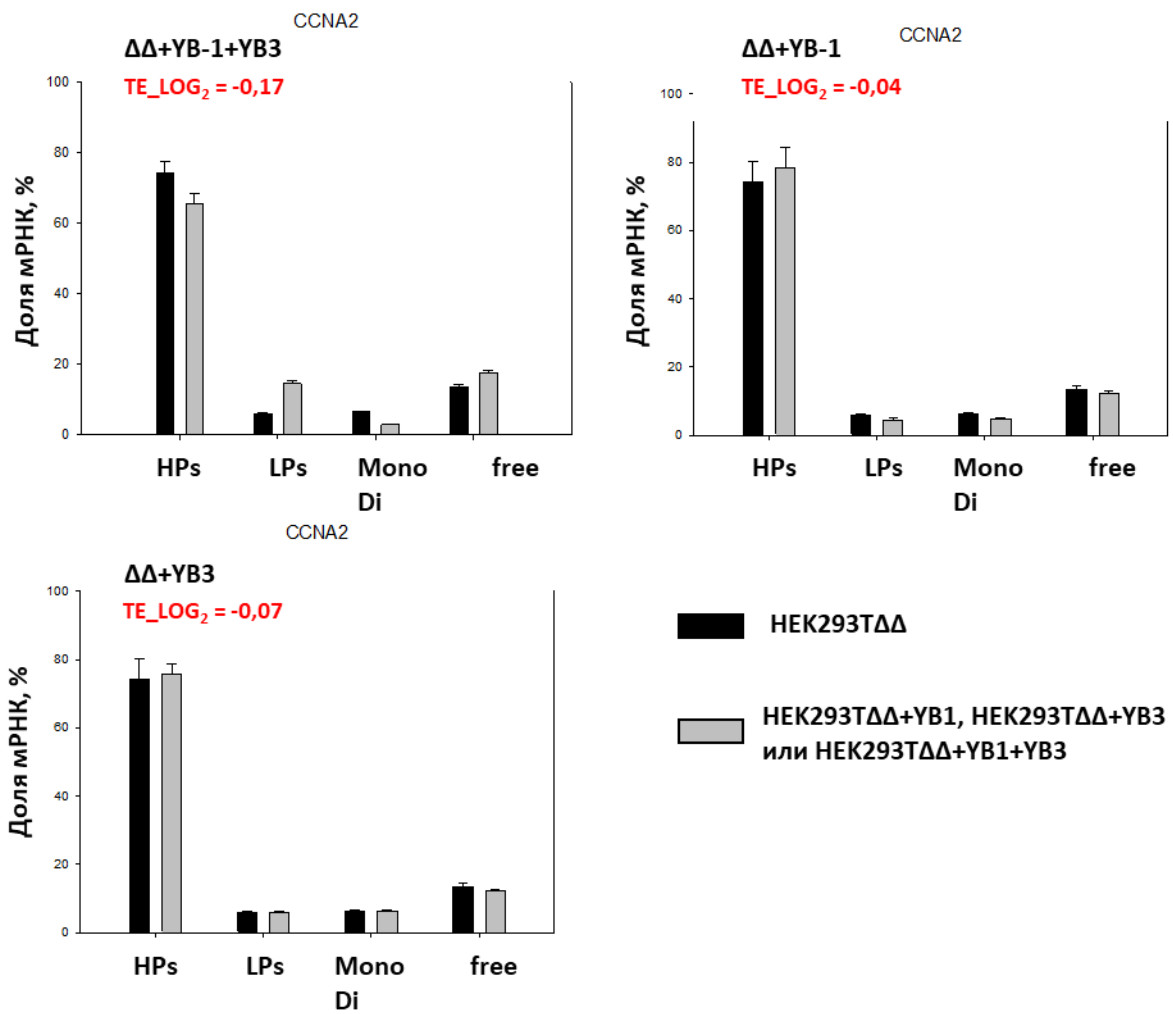 CCNA2
ΔΔ+YB-1+YB3
TE_LOG₂ = -0,17
Доля мРНК, %
100
80
60
40
20
0
HPs LPs Mono free
Di
CCNA2
ΔΔ+YB-1
TE_LOG₂ = -0,04
Доля мРНК, %
100
80
60
40
20
0
HPs LPs Mono free
Di
CCNA2
ΔΔ+YB3
TE_LOG₂ = -0,07
Доля мРНК, %
100
80
60
40
20
0
HPs LPs Mono free
Di
HEK293TΔΔ
HEK293TΔΔ+YB1, HEK293TΔΔ+YB3
или HEK293TΔΔ+YB1+YB3